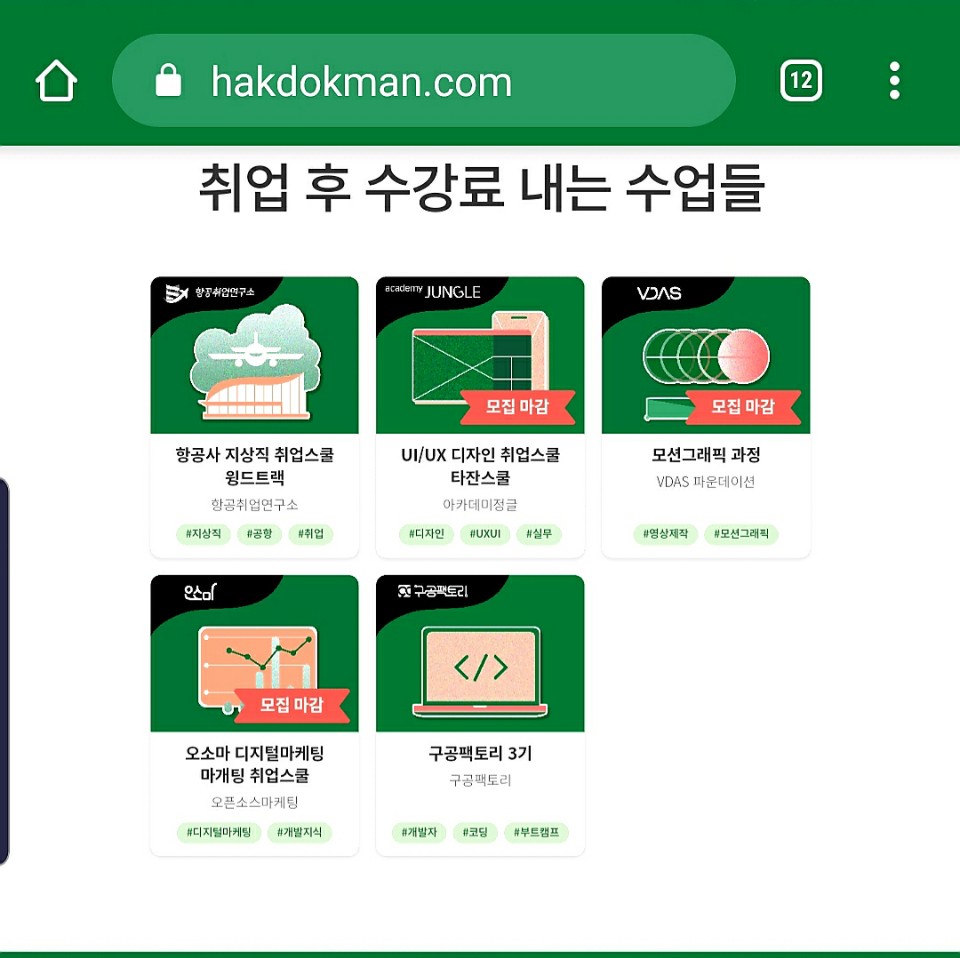 hakdokman.com
12
취업 후 수강료 내는 수업들
항공취업연구소
academy JUNGLE
VDAS
모집 마감
모집 마감
항공사 지상직 취업스쿨
윙드트랙
항공취업연구소
#지상직 #공항 #취업
UI/UX 디자인 취업스쿨
타잔스쿨
아카데미정글
#디자인 #UXUI #실무
모션그래픽 과정
VDAS 파운데이션
#영상제작 #모션그래픽
오소마
구공팩토리
</>
모집 마감
오소마 디지털마케팅
마개팅 취업스쿨
오픈소스마케팅
#디지털마케팅 #개발지식
구공팩토리 3기
구공팩토리
#개발자 #코딩 #부트캠프